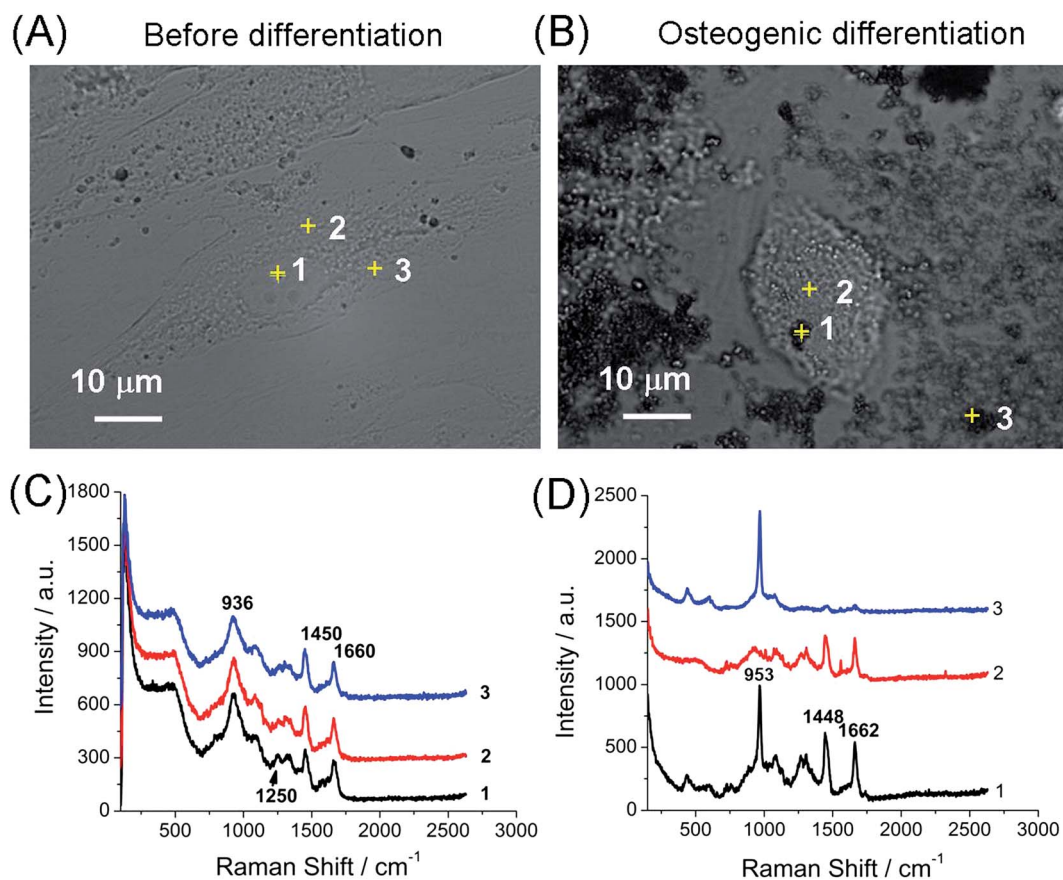 (A) Before differentiation
(B) Osteogenic differentiation
2
1
3
10 μm
2
1
10 μm
3
(C)
1800
1500
1200
900
600
300
0
Intensity / a.u.
936
1450
1660
1250
3
2
1
500 1000 1500 2000 2500 3000
Raman Shift / cm⁻¹
(D)
2500
2000
1500
1000
500
0
Intensity / a.u.
953
1448
1662
3
2
1
500 1000 1500 2000 2500 3000
Raman Shift / cm⁻¹